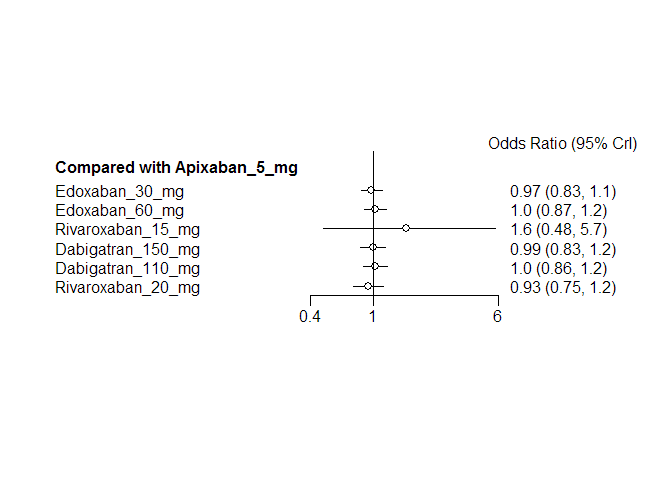 Odds Ratio (95% CrI)
Compared with Apixaban_5_mg
Edoxaban_30_mg 0.97 (0.83, 1.1)
Edoxaban_60_mg 1.0 (0.87, 1.2)
Rivaroxaban_15_mg 1.6 (0.48, 5.7)
Dabigatran_150_mg 0.99 (0.83, 1.2)
Dabigatran_110_mg 1.0 (0.86, 1.2)
Rivaroxaban_20_mg 0.93 (0.75, 1.2)
0.4 1 6